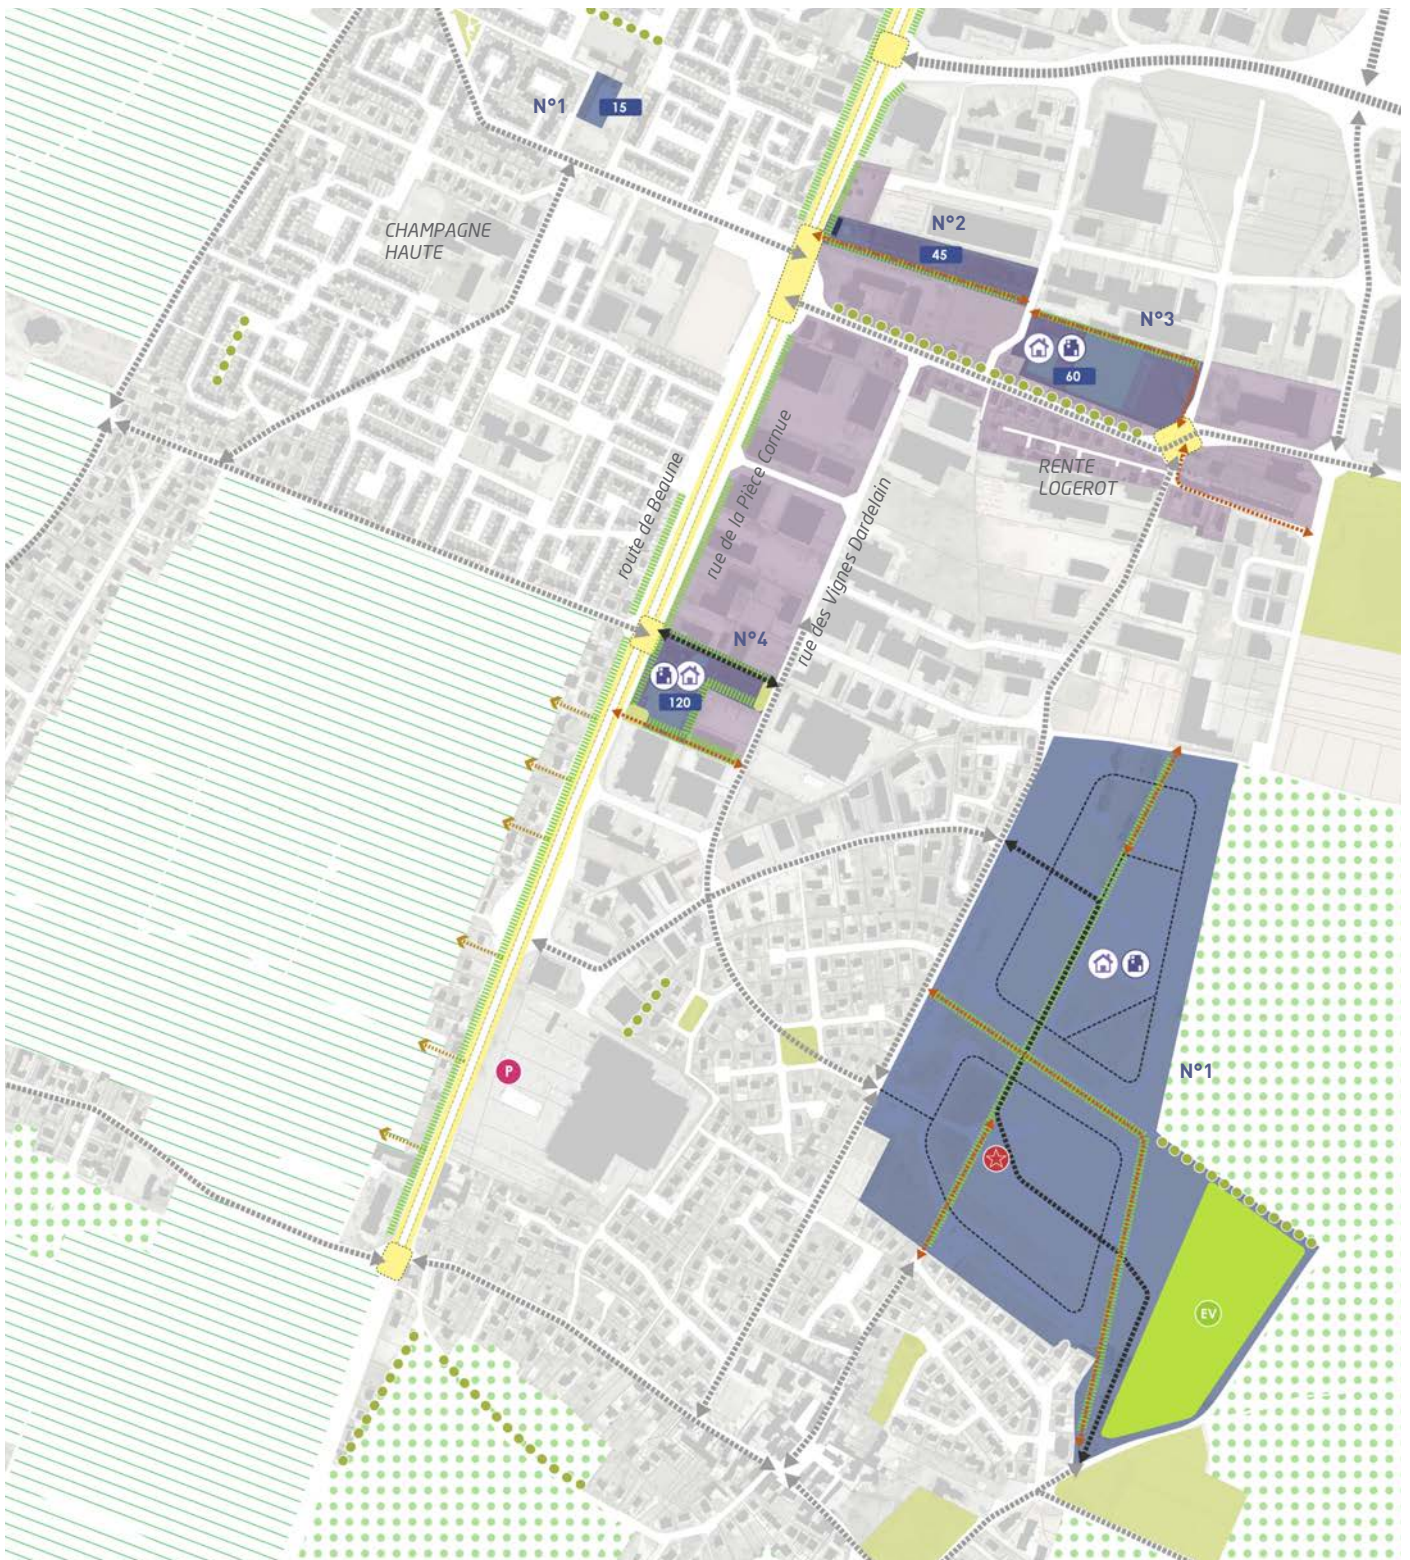 N°1
15
CHAMPAGNE
HAUTE
N°2
45
N°3
60
RENTE
LOGEROT
route de Beaune
rue de la Pièce Cornue
rue des Vignes Dardelain
N°4
120
P
N°1
EV